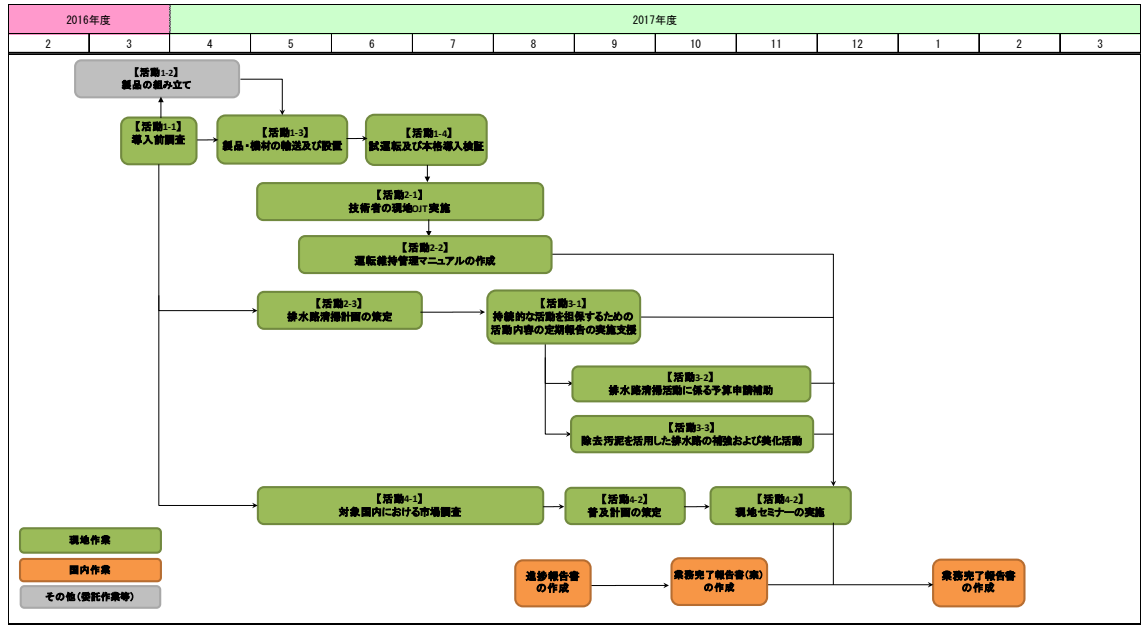 2016年度
2017年度
2
3
4
5
6
7
8
9
10
11
12
1
2
3
【活動1-2】
製品の組み立て
【活動1-1】
導入前調査
【活動1-3】
製品・機材の輸送及び設置
【活動1-4】
試運転及び本格導入検証
【活動2-1】
技術者の現地OJT実施
【活動2-2】
運転維持管理マニュアルの作成
【活動2-3】
排水路清掃計画の策定
【活動3-1】
持続的な活動を担保するための
活動内容の定期報告の実施支援
【活動3-2】
排水路清掃活動に係る予算申請補助
【活動3-3】
除去汚泥を活用した排水路の補強および美化活動
【活動4-1】
対象国内における市場調査
【活動4-2】
普及計画の策定
【活動4-2】
現地セミナーの実施
現地作業
国内作業
その他(委託作業等)
進捗報告書
の作成
業務完了報告書(案)
の作成
業務完了報告書
の作成